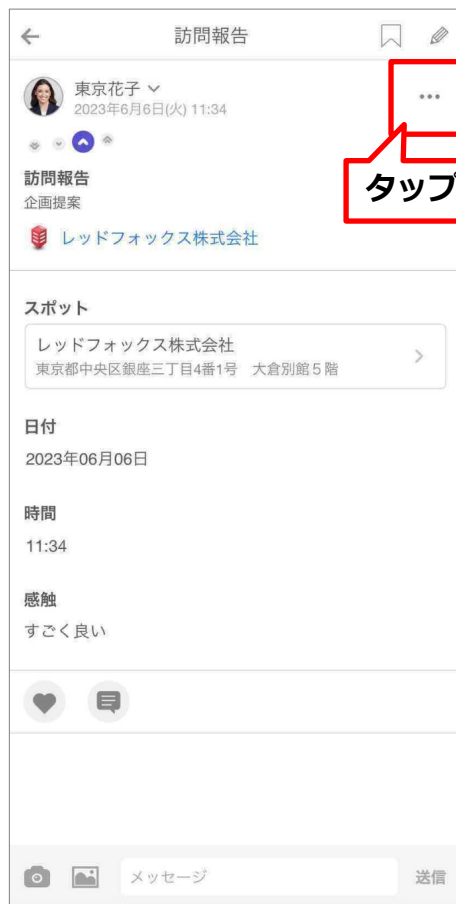 訪問報告
東京花子
2023年6月6日(火) 11:34
タップ
訪問報告
企画提案
レッドフォックス株式会社
スポット
レッドフォックス株式会社
東京都中央区銀座三丁目4番1号　大倉別館５階
日付
2023年06月06日
時間
11:34
感触
すごく良い
メッセージ
送信